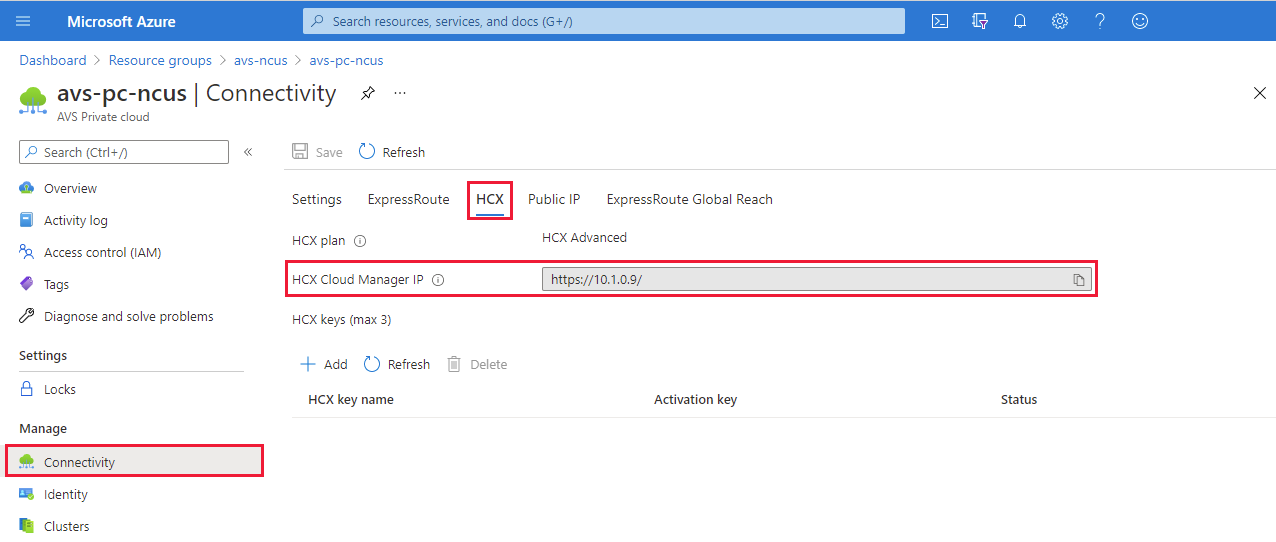 Microsoft Azure
Search resources, services, and docs (G+/)
Dashboard > Resource groups > avs-ncus > avs-pc-ncus
avs-pc-ncus | Connectivity
AVS Private cloud
Search (Ctrl+/)
Overview
Activity log
Access control (IAM)
Tags
Diagnose and solve problems
Settings
Locks
Manage
Connectivity
Identity
Clusters
Save Refresh
Settings ExpressRoute HCX Public IP ExpressRoute Global Reach
HCX plan HCX Advanced
HCX Cloud Manager IP https://10.1.0.9/
HCX keys (max 3)
Add Refresh Delete
HCX key name Activation key Status